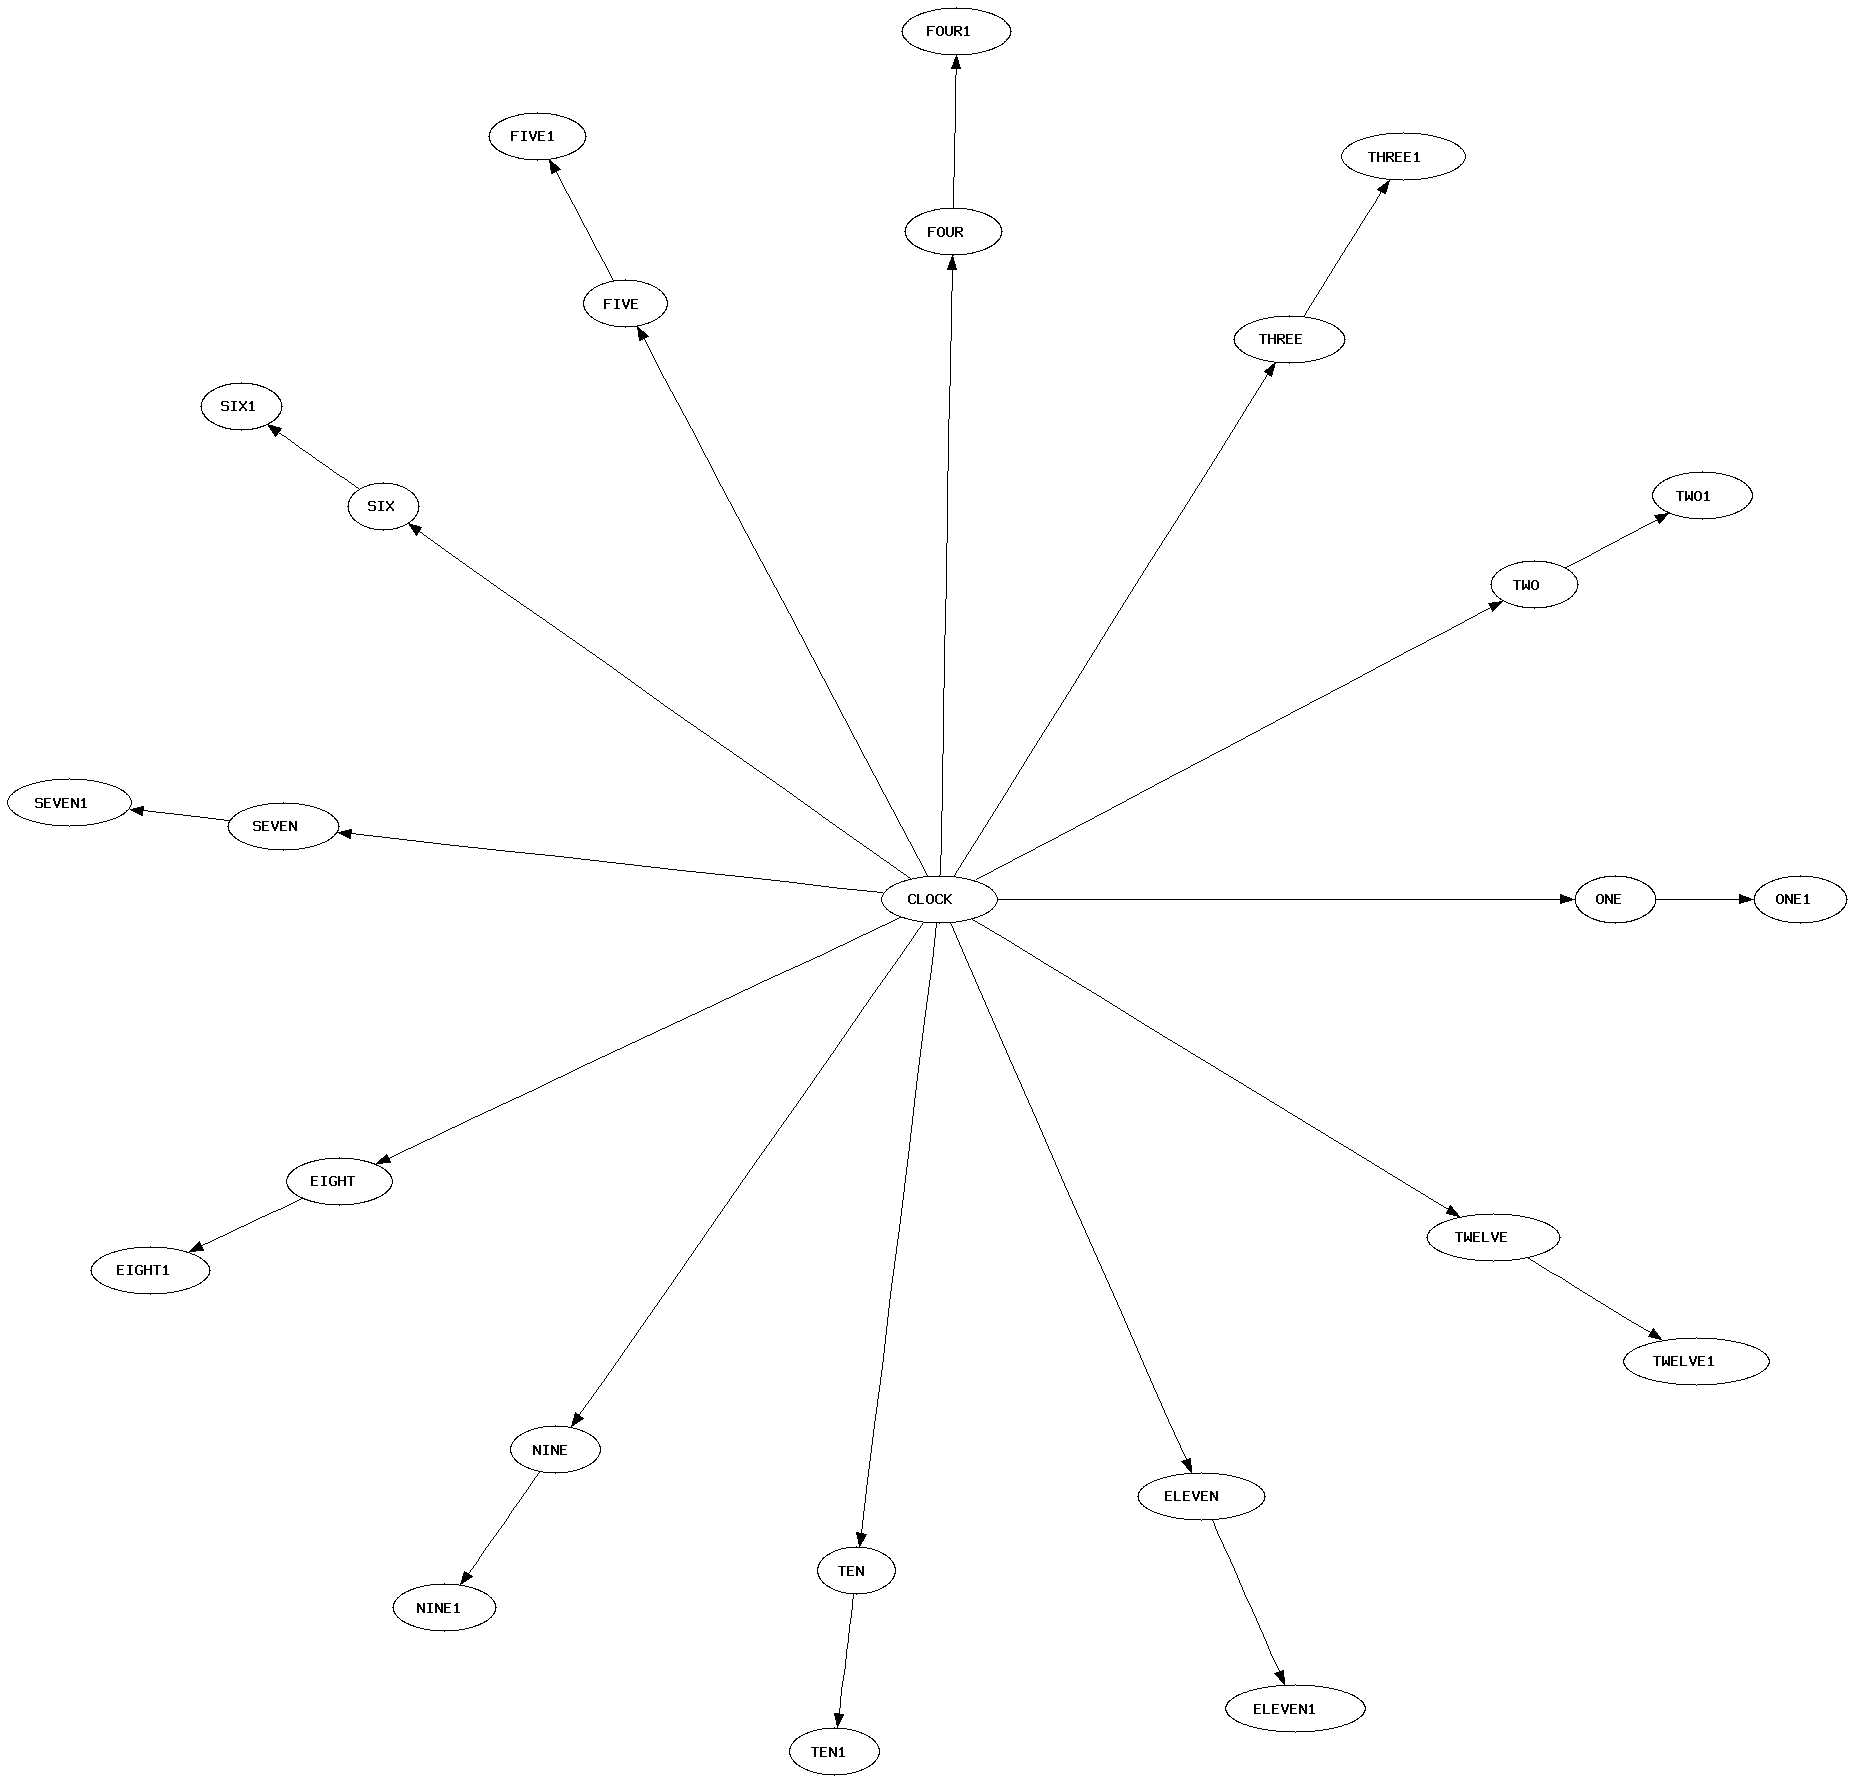 FOUR1
FIVE1
THREE1
FOUR
FIVE
THREE
SIX1
TWO1
SIX
TWO
SEVEN1
SEVEN
CLOCK
ONE
ONE1
EIGHT
TWELVE
EIGHT1
TWELVE1
NINE
ELEVEN
TEN
NINE1
ELEVEN1
TEN1